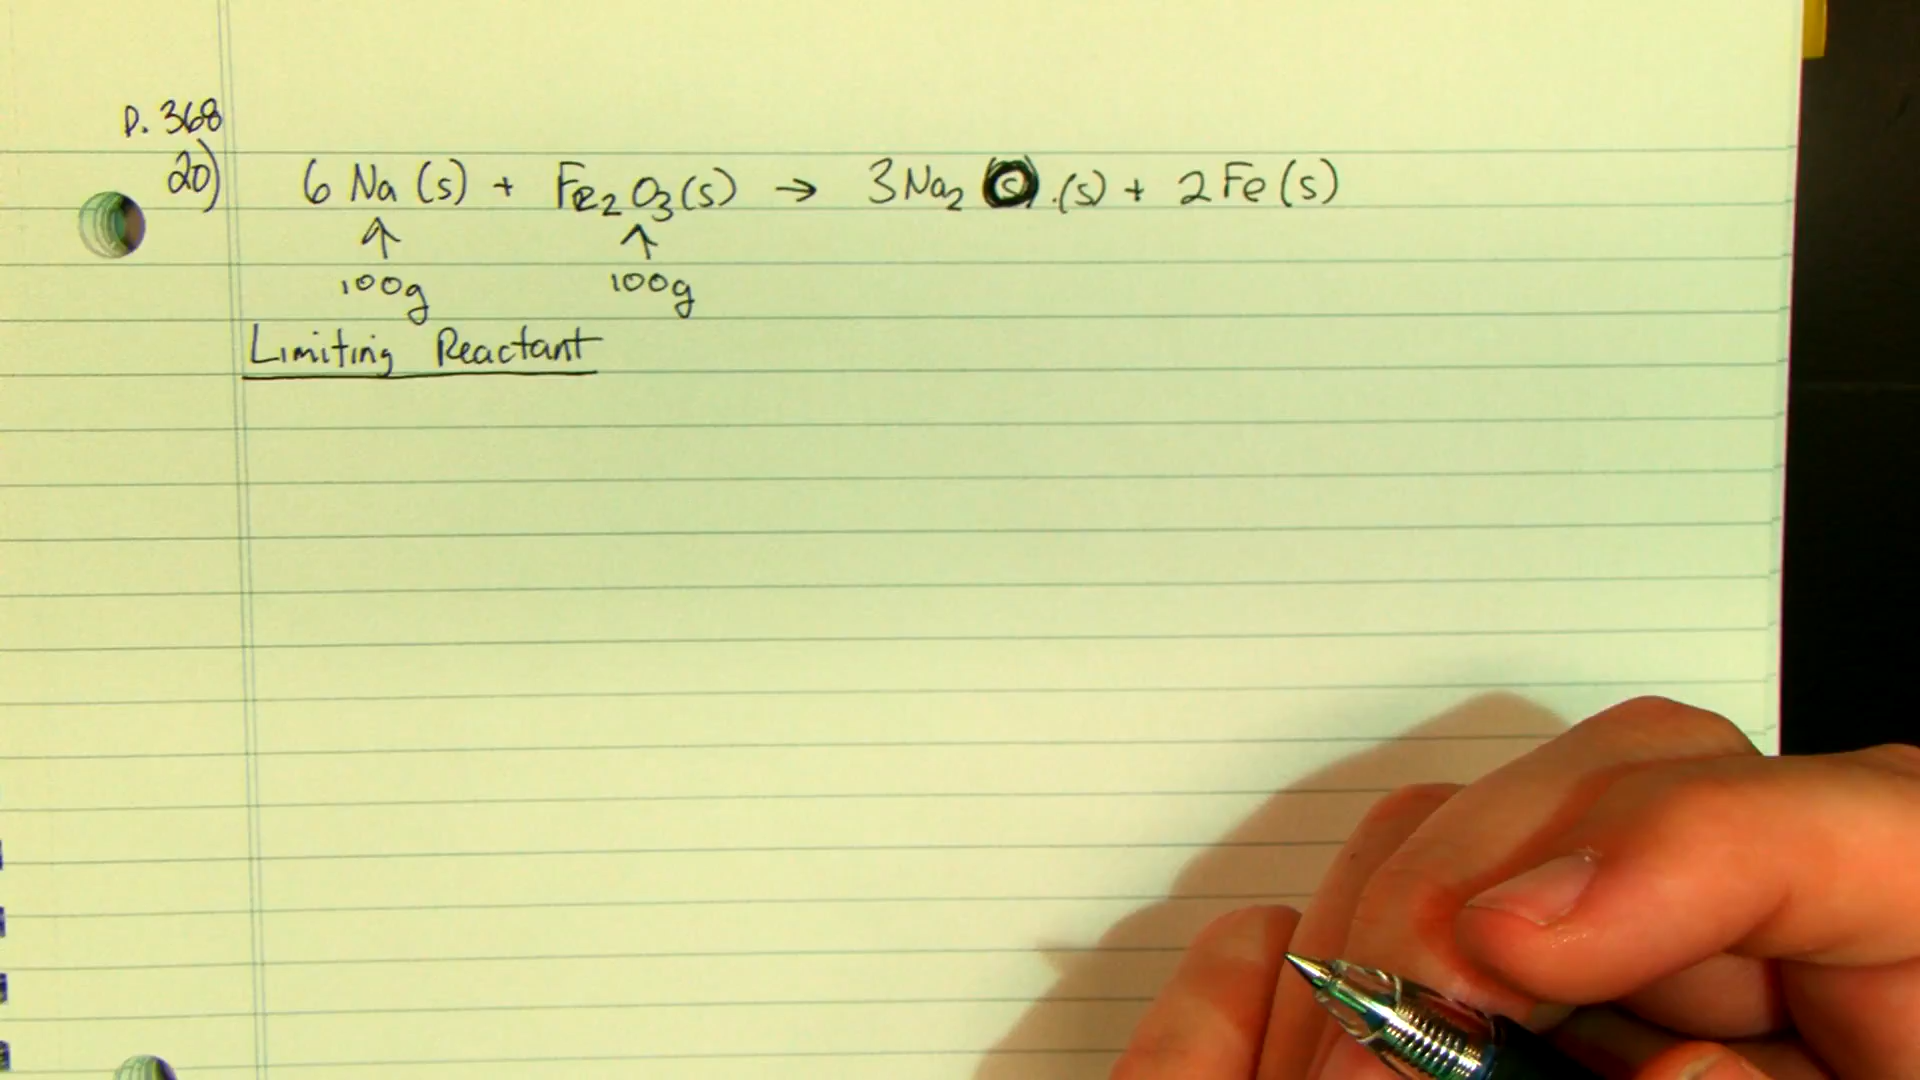 p. 368
20) 6 Na (s) + Fe₂O₃(s) → 3Na₂O (s) + 2Fe(s)
↑ ↑
100g 100g
Limiting Reactant